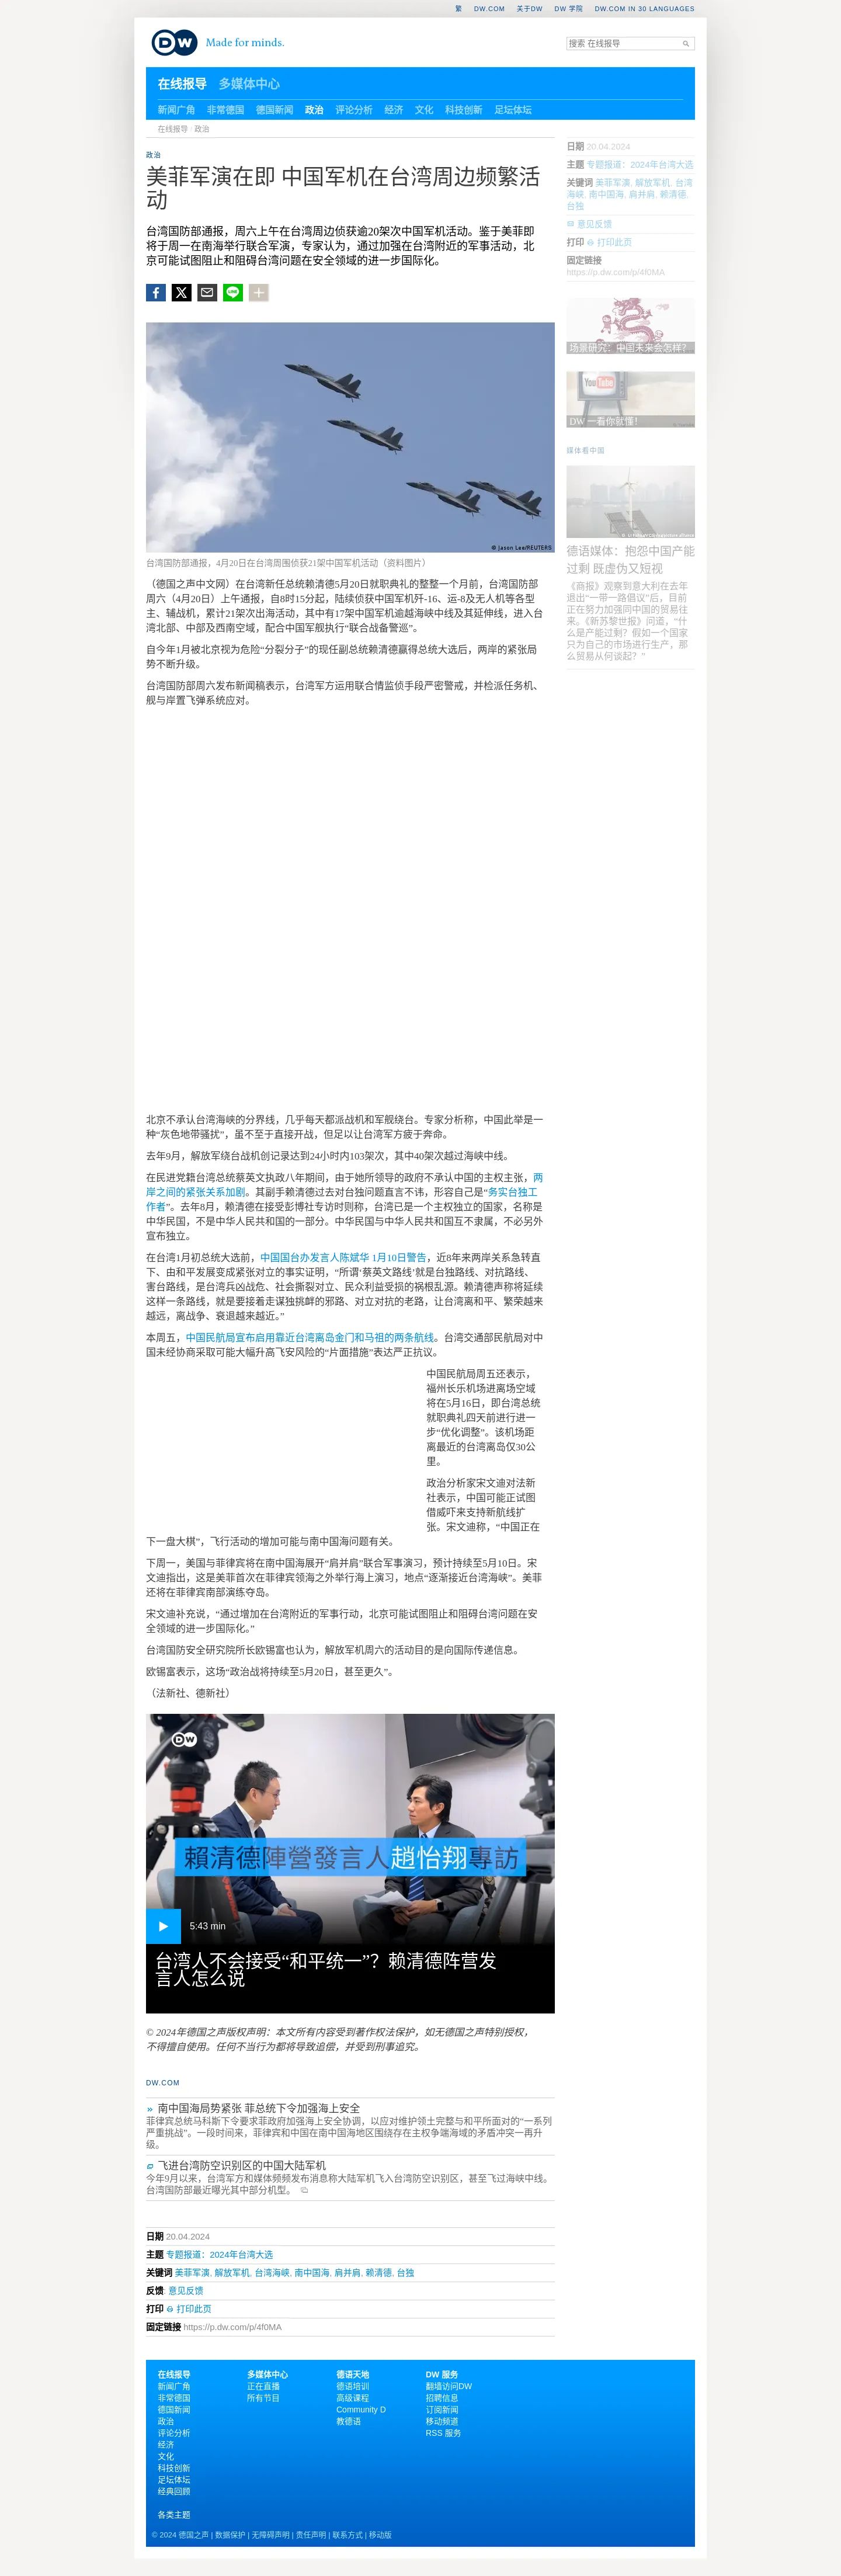 繁 DW.COM 关于DW DW 学院 DW.COM IN 30 LANGUAGES
DW Made for minds.
搜索 在线报导
在线报导 多媒体中心
新闻广角 非常德国 德国新闻 政治 评论分析 经济 文化 科技创新 足坛体坛
在线报导 / 政治
政治
美菲军演在即 中国军机在台湾周边频繁活
动
台湾国防部通报，周六上午在台湾周边侦获逾20架次中国军机活动。鉴于美菲即
将于周一在南海举行联合军演，专家认为，通过加强在台湾附近的军事活动，北
京可能试图阻止和阻碍台湾问题在安全领域的进一步国际化。
© Jason Lee/REUTERS
台湾国防部通报，4月20日在台湾周围侦获21架中国军机活动（资料图片）
（德国之声中文网）在台湾新任总统赖清德5月20日就职典礼的整整一个月前，台湾国防部
周六（4月20日）上午通报，自8时15分起，陆续侦获中国军机歼-16、运-8及无人机等各型
主、辅战机，累计21架次出海活动，其中有17架中国军机逾越海峡中线及其延伸线，进入台
湾北部、中部及西南空域，配合中国军舰执行“联合战备警巡”。
自今年1月被北京视为危险“分裂分子”的现任副总统赖清德赢得总统大选后，两岸的紧张局
势不断升级。
台湾国防部周六发布新闻稿表示，台湾军方运用联合情监侦手段严密警戒，并检派任务机、
舰与岸置飞弹系统应对。
北京不承认台湾海峡的分界线，几乎每天都派战机和军舰绕台。专家分析称，中国此举是一
种“灰色地带骚扰”，虽不至于直接开战，但足以让台湾军方疲于奔命。
去年9月，解放军绕台战机创记录达到24小时内103架次，其中40架次越过海峡中线。
在民进党籍台湾总统蔡英文执政八年期间，由于她所领导的政府不承认中国的主权主张，两
岸之间的紧张关系加剧。其副手赖清德过去对台独问题直言不讳，形容自己是“务实台独工
作者”。去年8月，赖清德在接受彭博社专访时则称，台湾已是一个主权独立的国家，名称是
中华民国，不是中华人民共和国的一部分。中华民国与中华人民共和国互不隶属，不必另外
宣布独立。
在台湾1月初总统大选前，中国国台办发言人陈斌华 1月10日警告，近8年来两岸关系急转直
下、由和平发展变成紧张对立的事实证明，“所谓‘蔡英文路线’就是台独路线、对抗路线、
害台路线，是台湾兵凶战危、社会撕裂对立、民众利益受损的祸根乱源。赖清德声称将延续
这样一条路线，就是要接着走谋独挑衅的邪路、对立对抗的老路，让台湾离和平、繁荣越来
越远，离战争、衰退越来越近。”
本周五，中国民航局宣布启用靠近台湾离岛金门和马祖的两条航线。台湾交通部民航局对中
国未经协商采取可能大幅升高飞安风险的“片面措施”表达严正抗议。
中国民航局周五还表示，
福州长乐机场进离场空域
将在5月16日，即台湾总统
就职典礼四天前进行进一
步“优化调整”。该机场距
离最近的台湾离岛仅30公
里。
政治分析家宋文迪对法新
社表示，中国可能正试图
借威吓来支持新航线扩
张。宋文迪称，“中国正在
下一盘大棋”，飞行活动的增加可能与南中国海问题有关。
下周一，美国与菲律宾将在南中国海展开“肩并肩”联合军事演习，预计持续至5月10日。宋
文迪指出，这是美菲首次在菲律宾领海之外举行海上演习，地点“逐渐接近台湾海峡”。美菲
还将在菲律宾南部演练夺岛。
宋文迪补充说，“通过增加在台湾附近的军事行动，北京可能试图阻止和阻碍台湾问题在安
全领域的进一步国际化。”
台湾国防安全研究院所长欧锡富也认为，解放军机周六的活动目的是向国际传递信息。
欧锡富表示，这场“政治战将持续至5月20日，甚至更久”。
（法新社、德新社）
DW
賴清德陣營發言人趙怡翔專訪
5:43 min
台湾人不会接受“和平统一”？赖清德阵营发
言人怎么说
© 2024年德国之声版权声明：本文所有内容受到著作权法保护，如无德国之声特别授权，
不得擅自使用。任何不当行为都将导致追偿，并受到刑事追究。
DW.COM
南中国海局势紧张 菲总统下令加强海上安全
菲律宾总统马科斯下令要求菲政府加强海上安全协调，以应对维护领土完整与和平所面对的“一系列
严重挑战”。一段时间来，菲律宾和中国在南中国海地区围绕存在主权争端海域的矛盾冲突一再升
级。
飞进台湾防空识别区的中国大陆军机
今年9月以来，台湾军方和媒体频频发布消息称大陆军机飞入台湾防空识别区，甚至飞过海峡中线。
台湾国防部最近曝光其中部分机型。
日期 20.04.2024
主题 专题报道：2024年台湾大选
关键词 美菲军演, 解放军机, 台湾海峡, 南中国海, 肩并肩, 赖清德, 台独
反馈: 意见反馈
打印 打印此页
固定链接 https://p.dw.com/p/4f0MA
日期 20.04.2024
主题 专题报道：2024年台湾大选
关键词 美菲军演, 解放军机, 台湾
海峡, 南中国海, 肩并肩, 赖清德,
台独
意见反馈
打印 打印此页
固定链接
https://p.dw.com/p/4f0MA
场景研究：中国未来会怎样？
You Tube
DW 一看你就懂！
媒体看中国
德语媒体：抱怨中国产能
过剩 既虚伪又短视
《商报》观察到意大利在去年
退出“一带一路倡议”后，目前
正在努力加强同中国的贸易往
来。《新苏黎世报》问道，“什
么是产能过剩？假如一个国家
只为自己的市场进行生产，那
么贸易从何谈起？”
在线报导 多媒体中心 德语天地 DW 服务
新闻广角 正在直播 德语培训 翻墙访问DW
非常德国 所有节目 高级课程 招聘信息
德国新闻 Community D 订阅新闻
政治 教德语 移动频道
评论分析 RSS 服务
经济
文化
科技创新
足坛体坛
经典回顾
各类主题
© 2024 德国之声 | 数据保护 | 无障碍声明 | 责任声明 | 联系方式 | 移动版